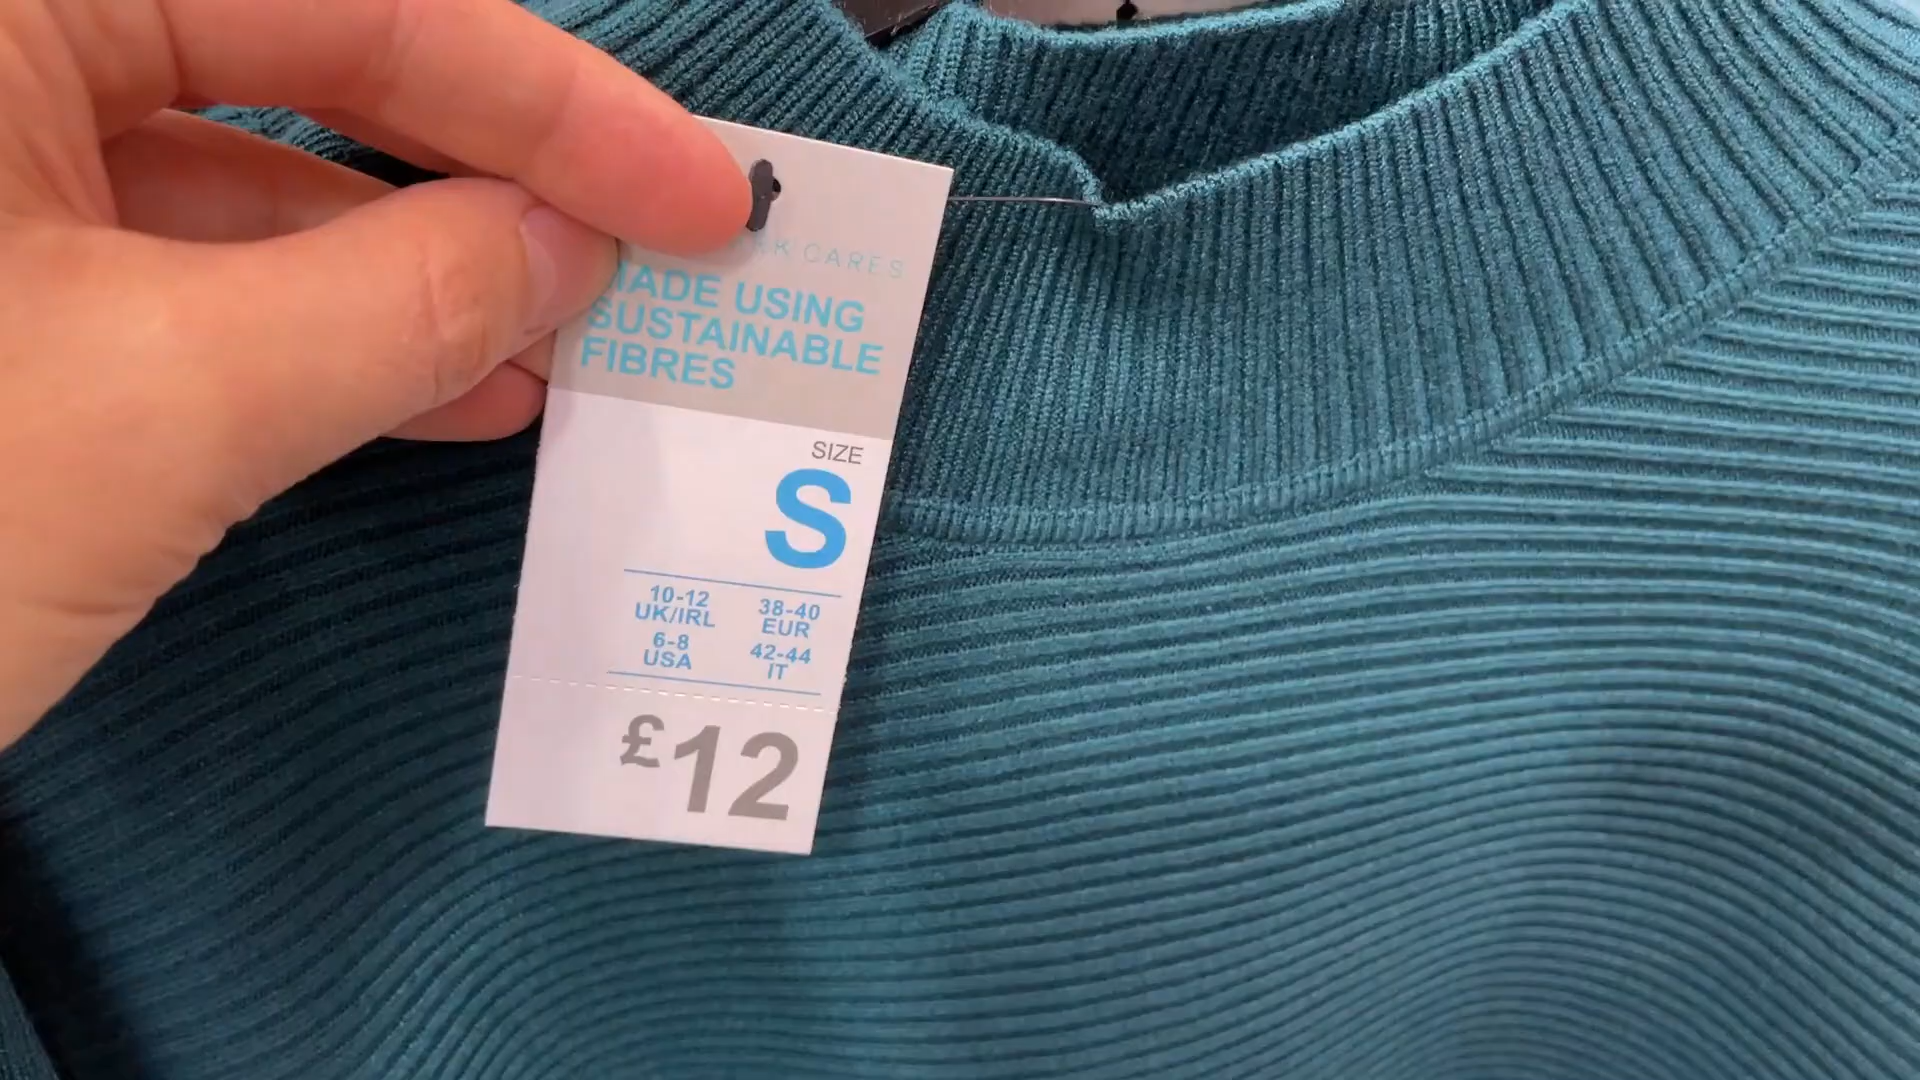 CARES
MADE USING
SUSTAINABLE
FIBRES
SIZE
S
10-12
UK/IRL
38-40
EUR
6-8
USA
42-44
IT
£12